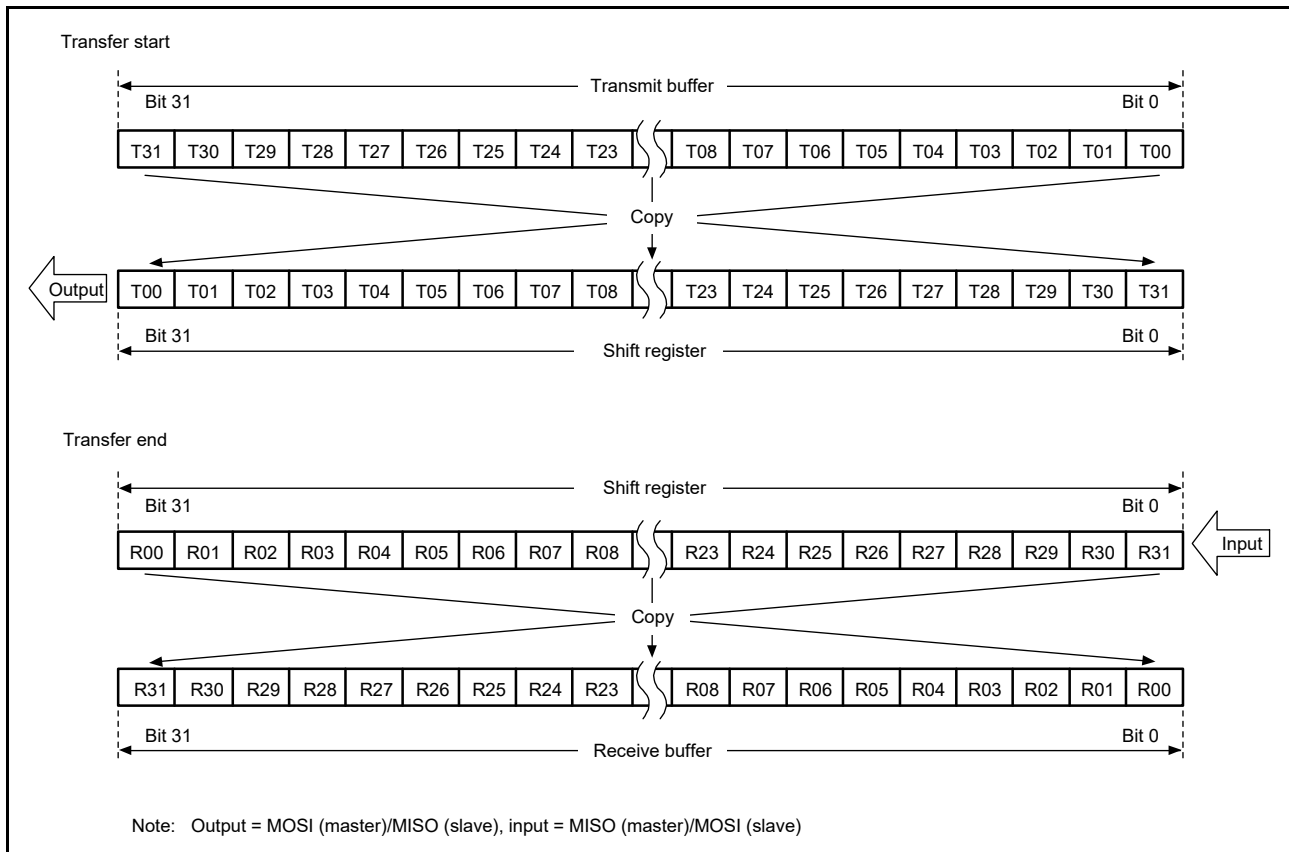 Transfer start
Transmit buffer
Bit 31 Bit 0
T31 T30 T29 T28 T27 T26 T25 T24 T23 T08 T07 T06 T05 T04 T03 T02 T01 T00
Copy
Output T00 T01 T02 T03 T04 T05 T06 T07 T08 T23 T24 T25 T26 T27 T28 T29 T30 T31
Bit 31 Bit 0
Shift register
Transfer end
Shift register
Bit 31 Bit 0
R00 R01 R02 R03 R04 R05 R06 R07 R08 R23 R24 R25 R26 R27 R28 R29 R30 R31 Input
Copy
R31 R30 R29 R28 R27 R26 R25 R24 R23 R08 R07 R06 R05 R04 R03 R02 R01 R00
Bit 31 Bit 0
Receive buffer
Note: Output = MOSI (master)/MISO (slave), input = MISO (master)/MOSI (slave)